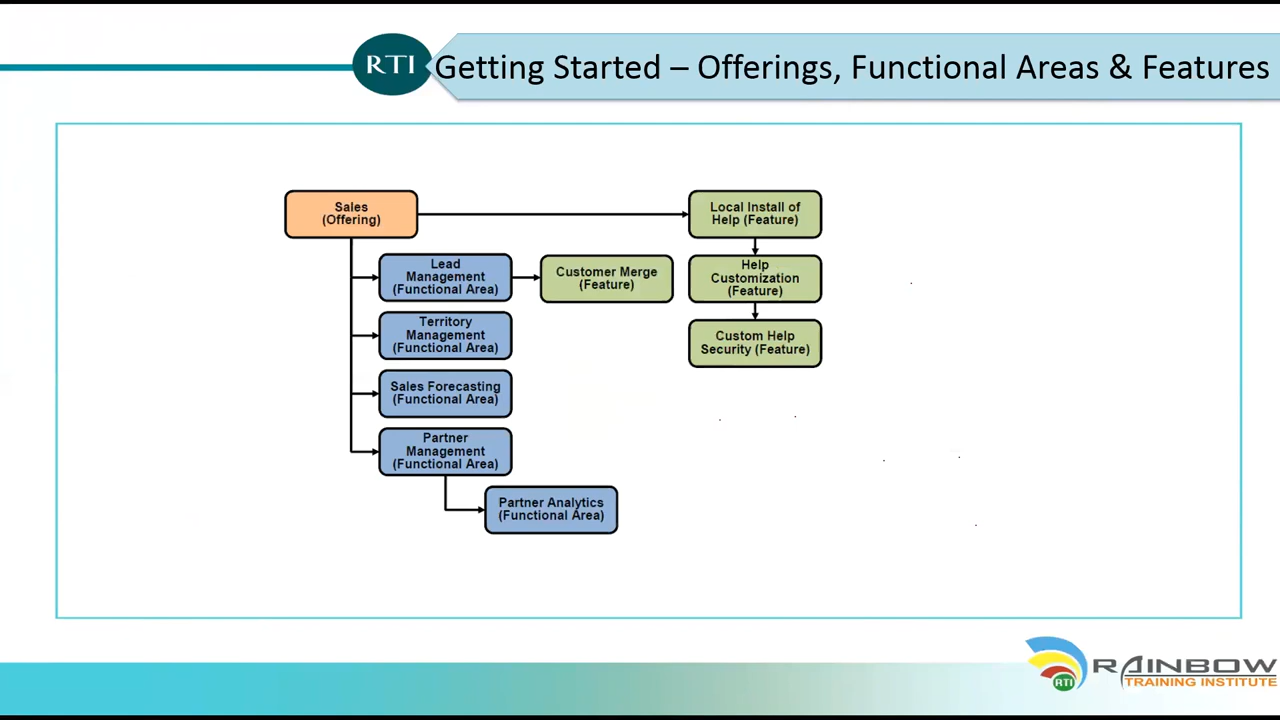 RTI
Getting Started – Offerings, Functional Areas & Features
Sales
(Offering)
Local Install of
Help (Feature)
Lead
Management
(Functional Area)
Customer Merge
(Feature)
Help
Customization
(Feature)
Territory
Management
(Functional Area)
Custom Help
Security (Feature)
Sales Forecasting
(Functional Area)
Partner
Management
(Functional Area)
Partner Analytics
(Functional Area)
RTI
RAINBOW
TRAINING INSTITUTE